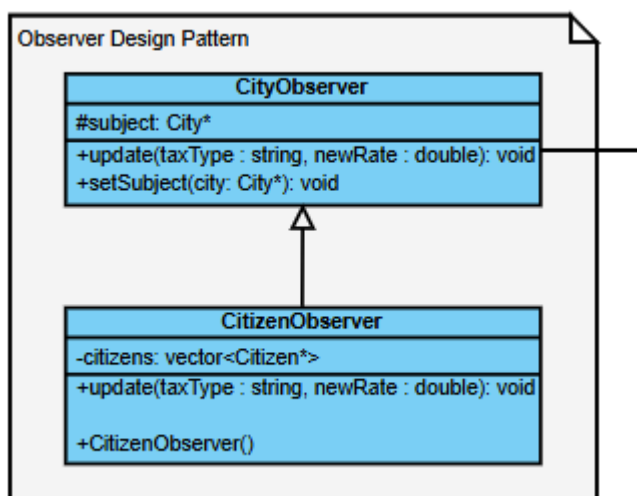 Observer Design Pattern
CityObserver
#subject: City*
+update(taxType : string, newRate : double): void
+setSubject(city: City*): void
CitizenObserver
-citizens: vector<Citizen*>
+update(taxType : string, newRate : double): void
+CitizenObserver()